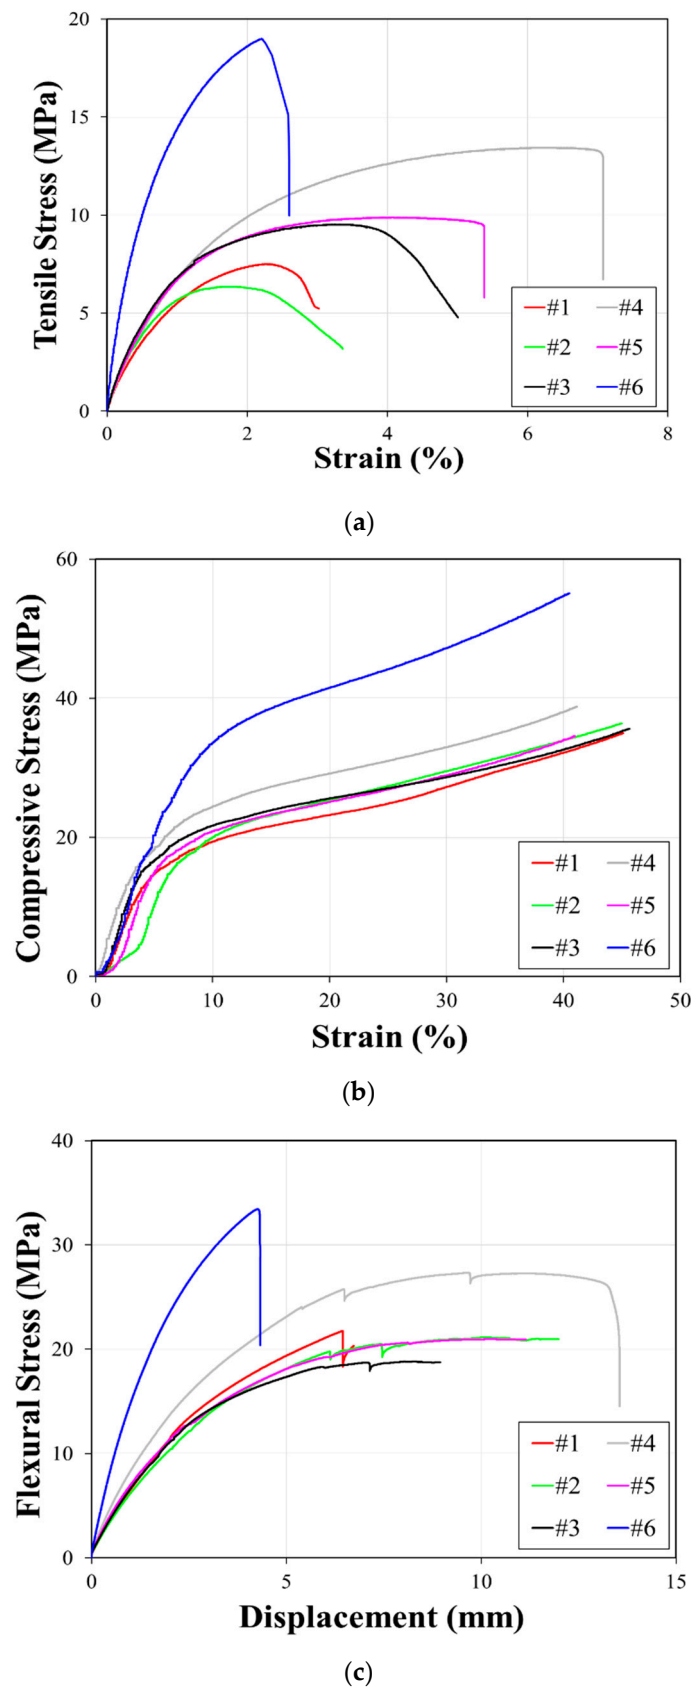 20
15
10
5
0
Tensile Stress (MPa)
#1 #4
#2 #5
#3 #6
0 2 4 6 8
Strain (%)
(a)
60
40
20
0
Compressive Stress (MPa)
#1 #4
#2 #5
#3 #6
0 10 20 30 40 50
Strain (%)
(b)
40
30
20
10
0
Flexural Stress (MPa)
#1 #4
#2 #5
#3 #6
0 5 10 15
Displacement (mm)
(c)